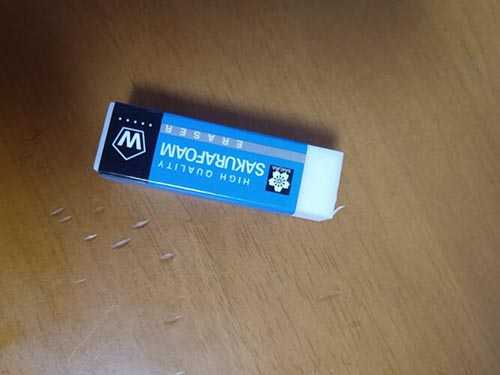 HIGH QUALITY
SAKURAFOAM
ERASER
W